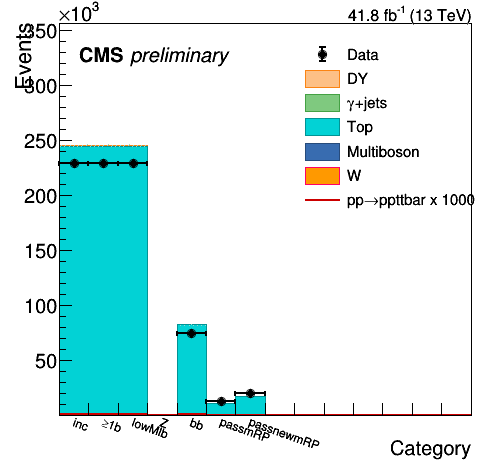 ×10³
41.8 fb⁻¹ (13 TeV)
Events
CMS preliminary
Data
DY
γ+jets
Top
Multiboson
W
pp→ppttbar x 1000
350
300
250
200
150
100
50
inc
≥1b
lowMlb
Z
bb
passmRP
passnewmRP
Category